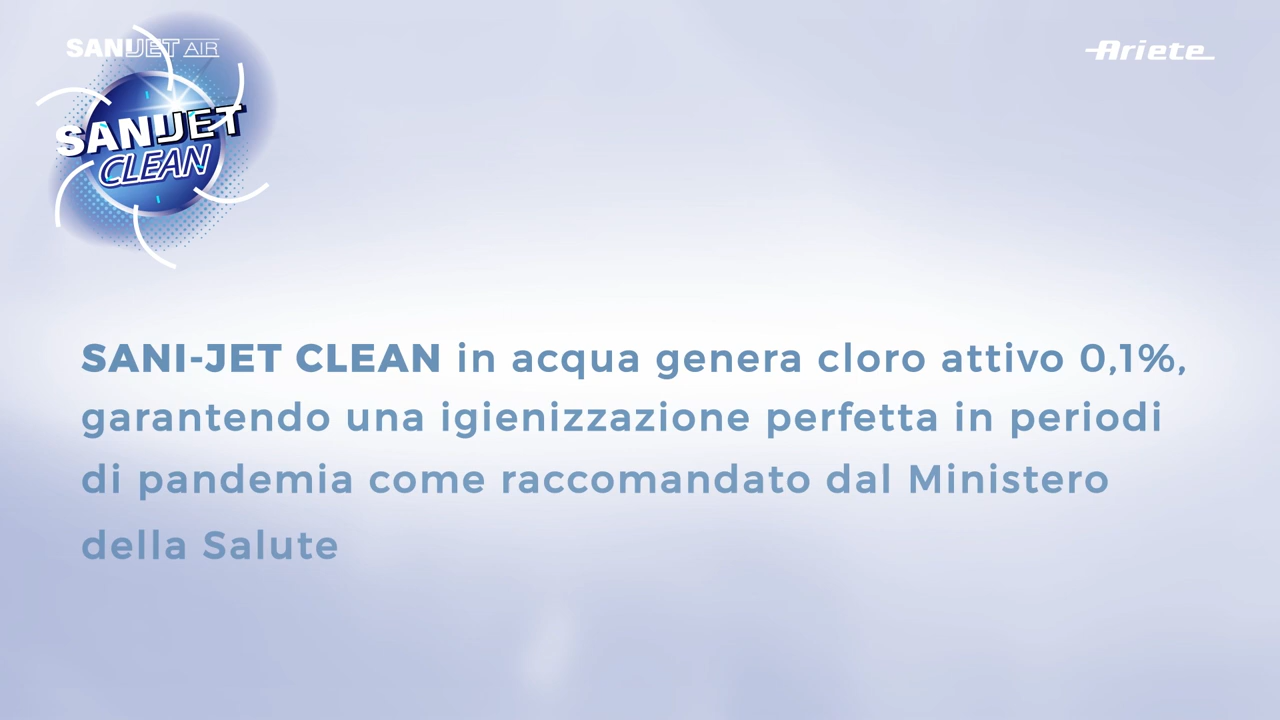 SANIJET AIR
Ariete
SANIJET
CLEAN
SANI-JET CLEAN in acqua genera cloro attivo 0,1%,
garantendo una igienizzazione perfetta in periodi
di pandemia come raccomandato dal Ministero
della Salute